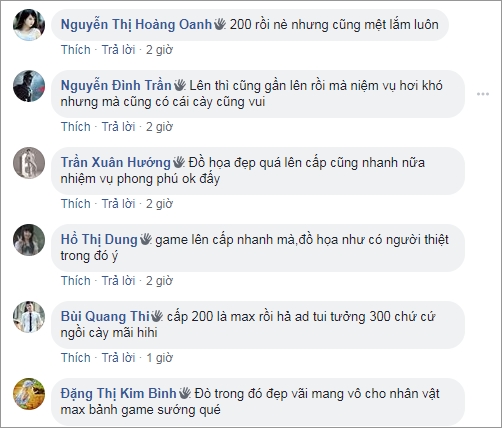 Nguyễn Thị Hoàng Oanh 200 rồi nè nhưng cũng mệt lắm luôn
Thích · Trả lời · 2 giờ
Nguyễn Đình Trần Lên thì cũng gần lên rồi mà niệm vụ hơi khó
nhưng mà cũng có cái cày cũng vui
Thích · Trả lời · 2 giờ
Trần Xuân Hướng Đồ họa đẹp quá lên cấp cũng nhanh nữa
nhiệm vụ phong phú ok đấy
Thích · Trả lời · 2 giờ
Hồ Thị Dung game lên cấp nhanh mà,đồ họa như có người thiệt
trong đó ý
Thích · Trả lời · 2 giờ
Bùi Quang Thi cấp 200 là max rồi hả ad tui tưởng 300 chứ cứ
ngồi cày mãi hihi
Thích · Trả lời · 1 giờ
Đặng Thị Kim Bình Đò trong đó đẹp vãi mang vô cho nhân vật
max bảnh game sướng qué